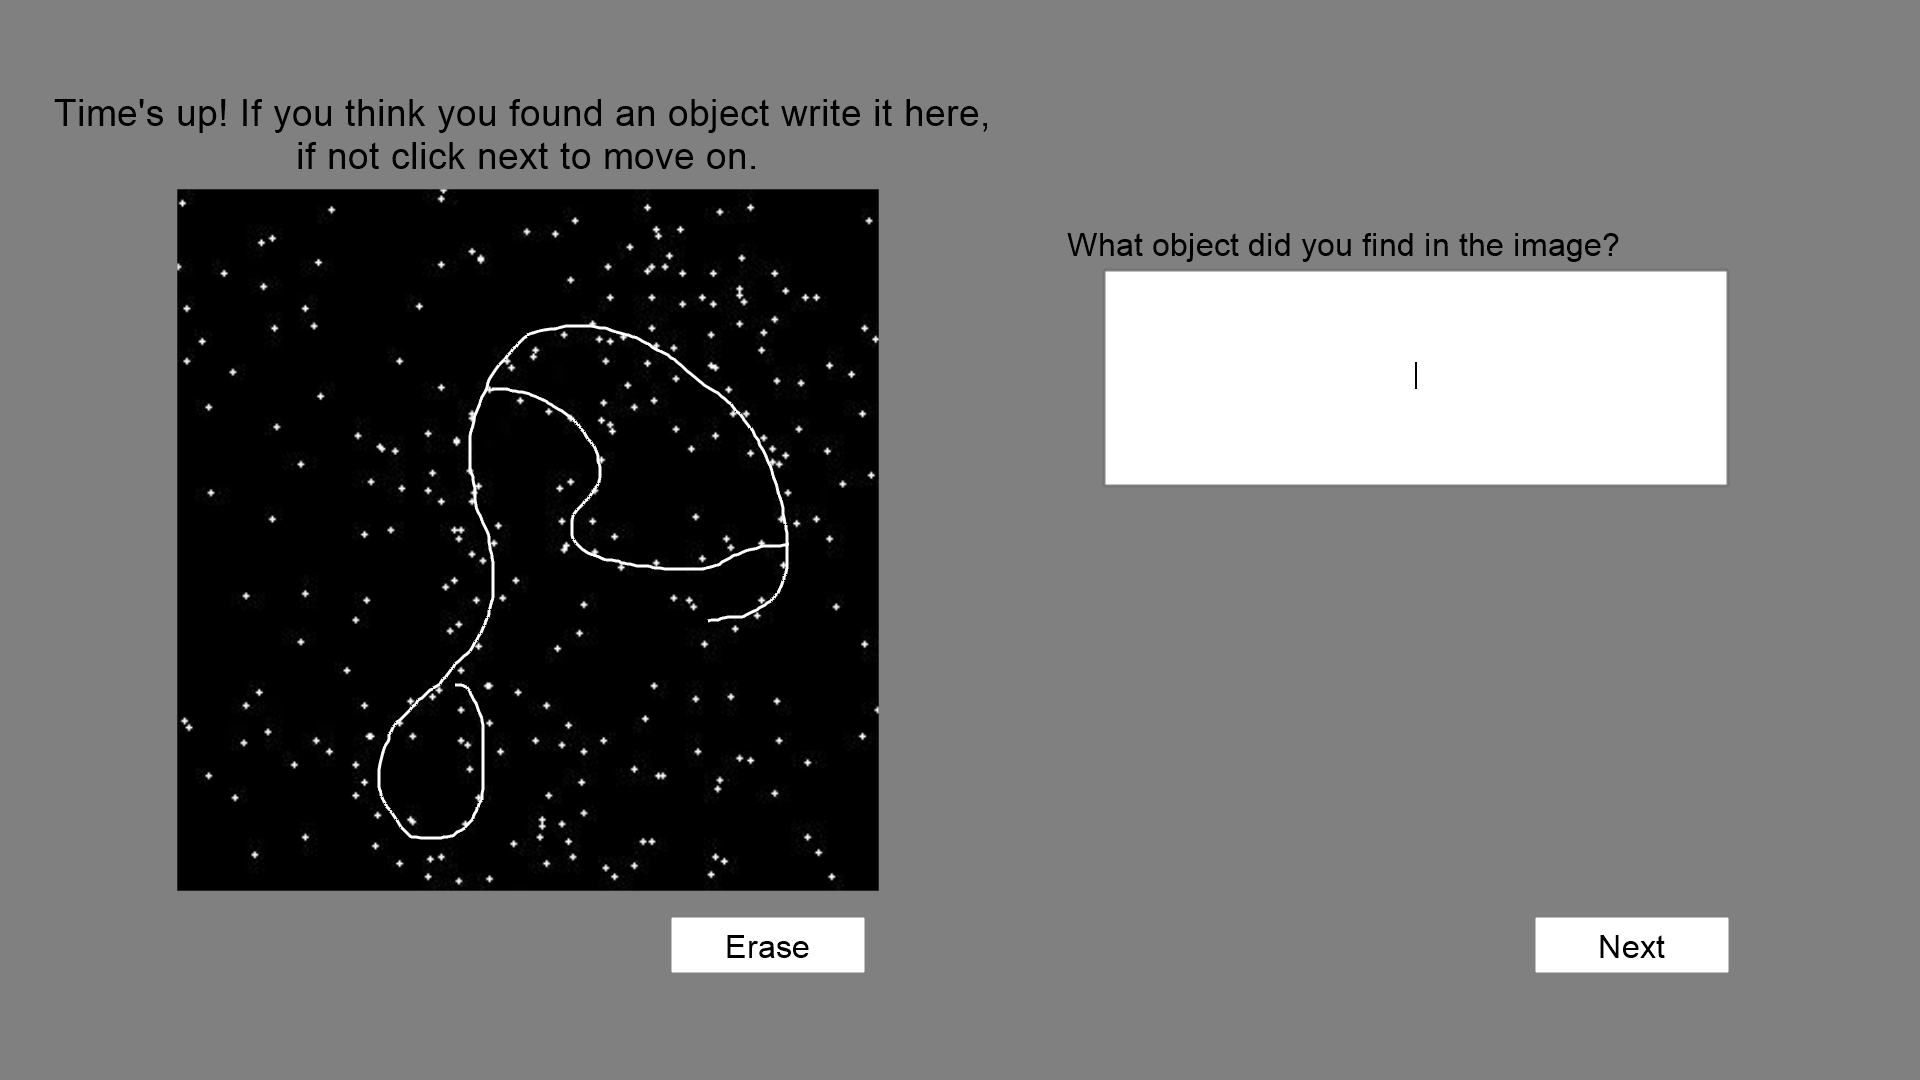 Time's up! If you think you found an object write it here,
if not click next to move on.
What object did you find in the image?
Erase
Next